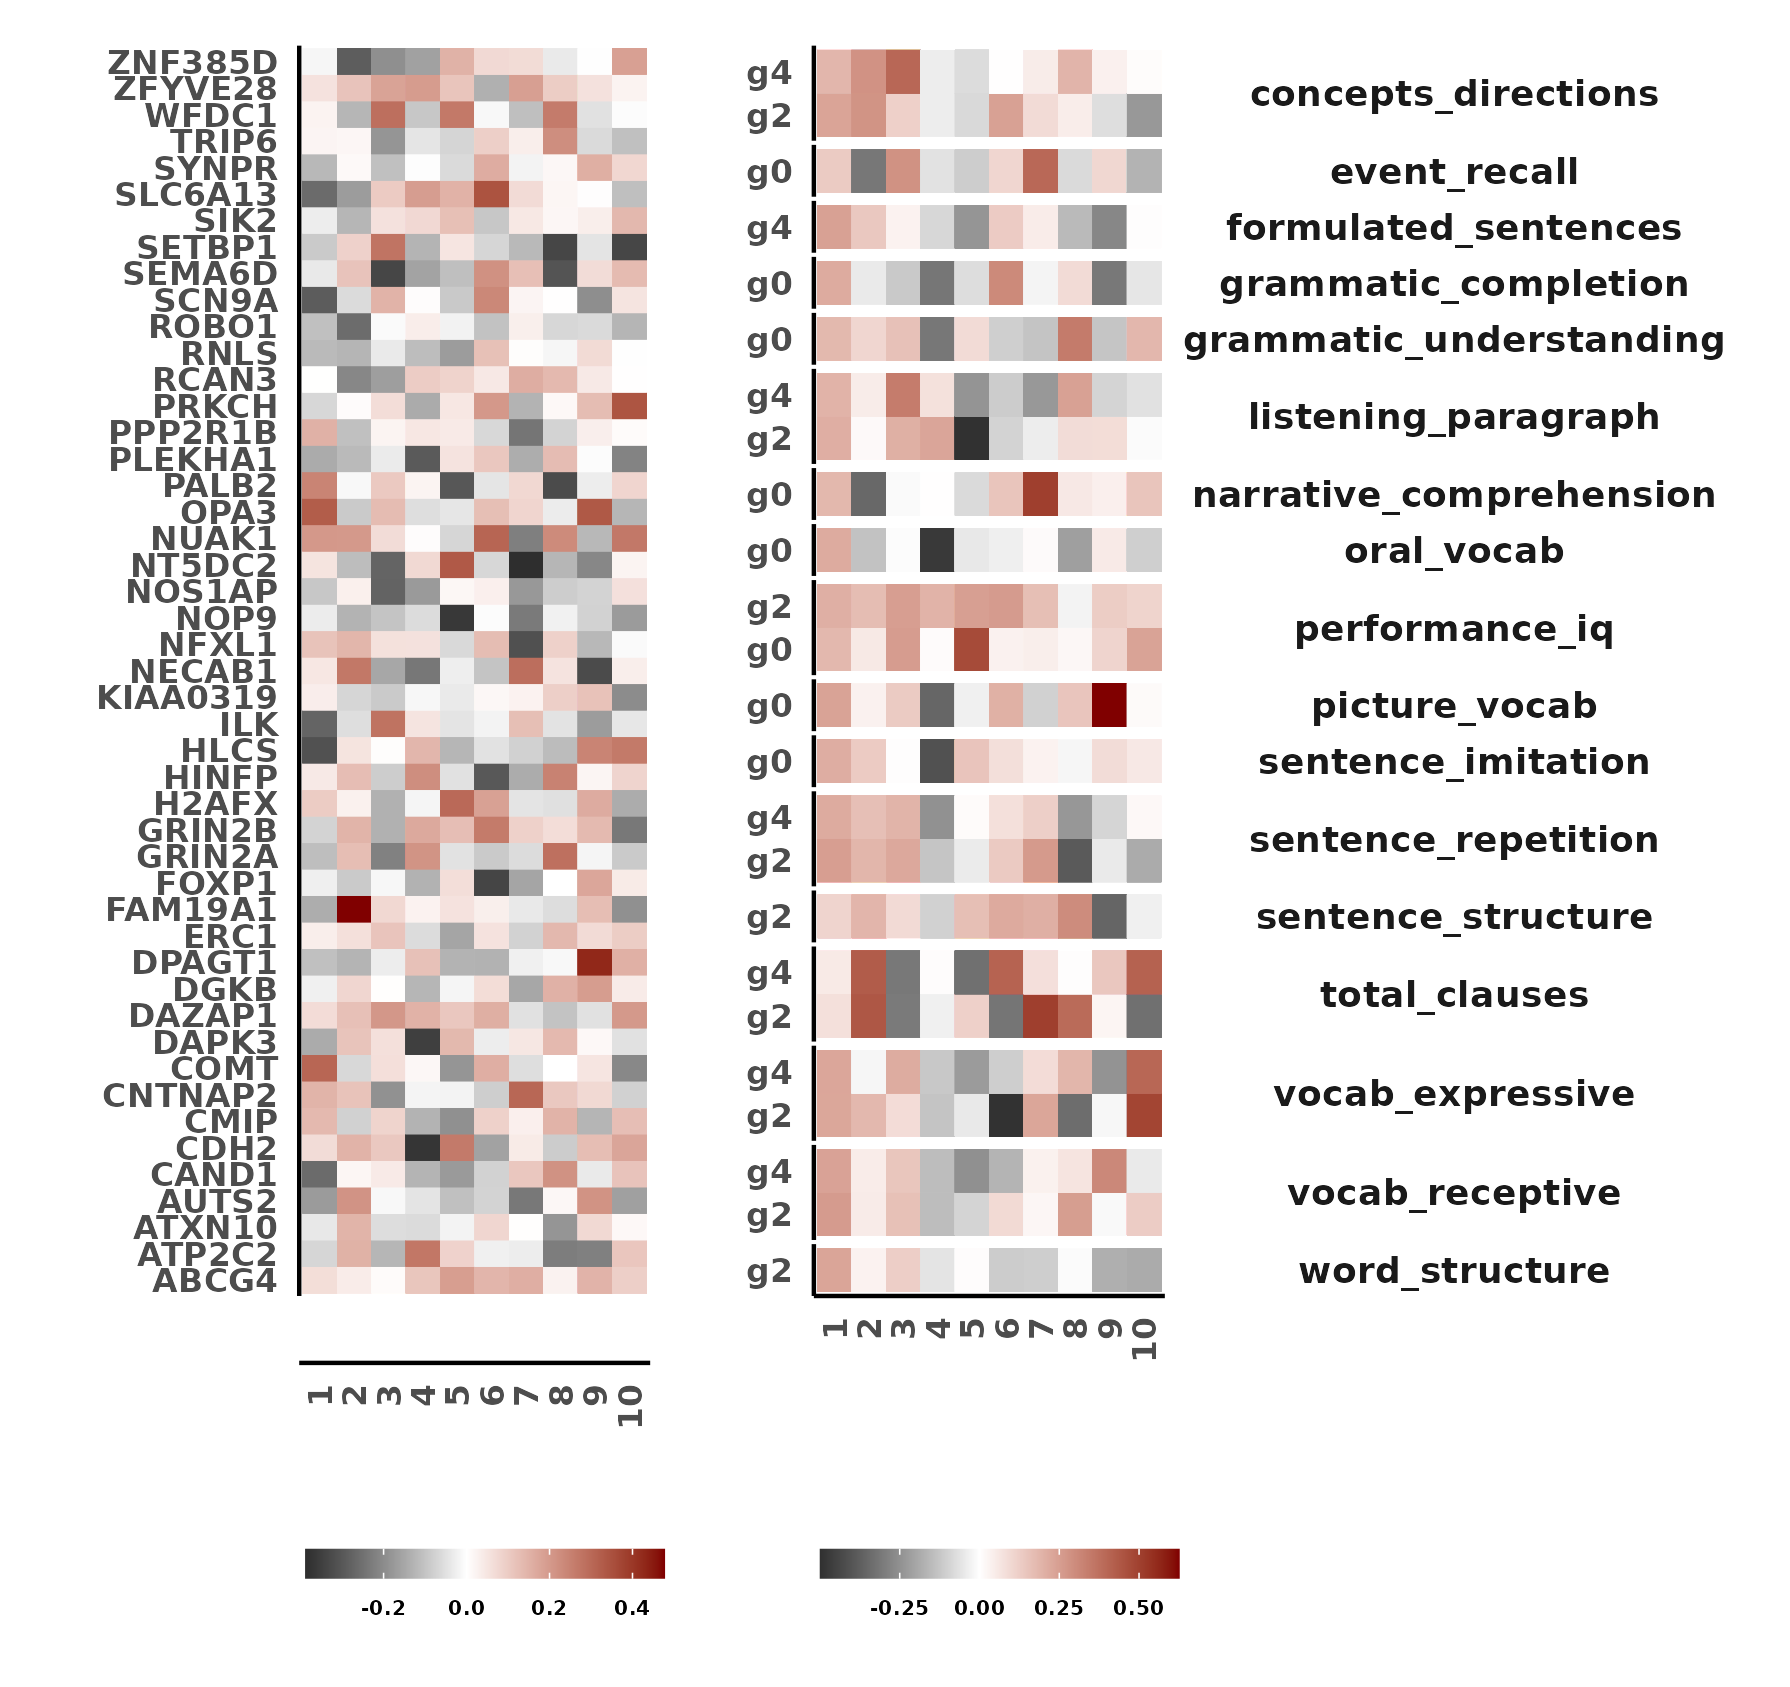 ZNF385D
ZFYVE28
WFDC1
TRIP6
SYNPR
SLC6A13
SIK2
SETBP1
SEMA6D
SCN9A
ROBO1
RNLS
RCAN3
PRKCH
PPP2R1B
PLEKHA1
PALB2
OPA3
NUAK1
NT5DC2
NOS1AP
NOP9
NFXL1
NECAB1
KIAA0319
ILK
HLCS
HINFP
H2AFX
GRIN2B
GRIN2A
FOXP1
FAM19A1
ERC1
DPAGT1
DGKB
DAZAP1
DAPK3
COMT
CNTNAP2
CMIP
CDH2
CAND1
AUTS2
ATXN10
ATP2C2
ABCG4
1 2 3 4 5 6 7 8 9 10
-0.2 0.0 0.2 0.4
g4
g2
concepts_directions
g0
event_recall
g4
formulated_sentences
g0
grammatic_completion
g0
grammatic_understanding
g4
g2
listening_paragraph
g0
narrative_comprehension
g0
oral_vocab
g2
g0
performance_iq
g0
picture_vocab
g0
sentence_imitation
g4
g2
sentence_repetition
g2
sentence_structure
g4
g2
total_clauses
g4
g2
vocab_expressive
g4
g2
vocab_receptive
g2
word_structure
1 2 3 4 5 6 7 8 9 10
-0.25 0.00 0.25 0.50